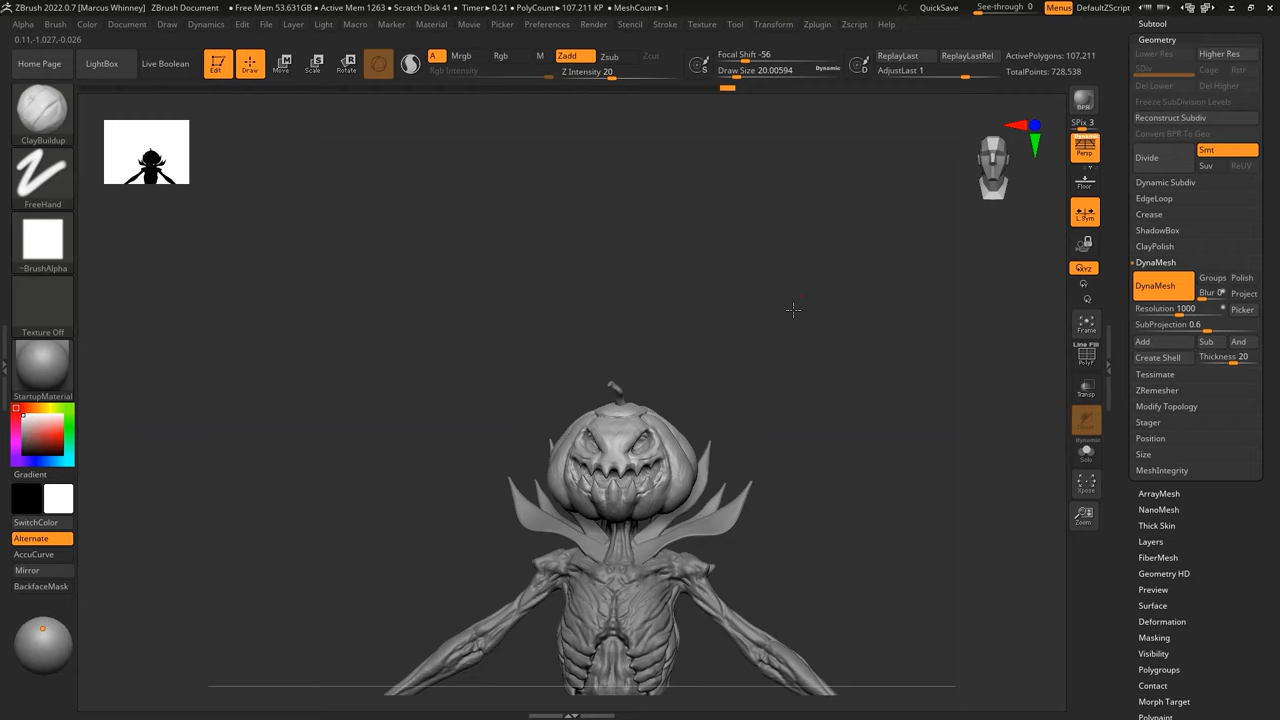 ZBrush 2022.0.7 [Marcus Whinney] ZBrush Document • Free Mem 53.631GB • Active Mem 1263 • Scratch Disk 41 • Timer▸0.21 • PolyCount▸107.211 KP • MeshCount▸1 AC QuickSave See-through 0 Menus DefaultZScript
Alpha Brush Color Document Draw Dynamics Edit File Layer Light Macro Marker Material Movie Picker Preferences Render Stencil Stroke Texture Tool Transform Zplugin Zscript Help
0.11,-1.027,-0.026
Home Page LightBox Live Boolean Edit Draw Move Scale Rotate
A Mrgb Rgb M Zadd Zsub Zcut
Rgb Intensity Z Intensity 20
Focal Shift -56
Draw Size 20.00594 Dynamic
S D
ReplayLast ReplayLastRel
AdjustLast 1
ActivePolygons: 107,211
TotalPoints: 728,538
ClayBuildup
FreeHand
~BrushAlpha
Texture Off
StartupMaterial
Gradient
SwitchColor
Alternate
AccuCurve
Mirror
BackfaceMask
BPR
SPix 3
Dynamic
Persp
Floor
L.Sym
XYZ
Frame
Line Fill
PolyF
Transp
Dynamic
Solo
Xpose
Zoom
Subtool
Geometry
Lower Res Higher Res
SDiv Cage Rstr
Del Lower Del Higher
Freeze SubDivision Levels
Reconstruct Subdiv
Convert BPR To Geo
Divide Smt
Suv ReUV
Dynamic Subdiv
EdgeLoop
Crease
ShadowBox
ClayPolish
DynaMesh
DynaMesh Groups Polish
Blur 0 Project
Resolution 1000 Picker
SubProjection 0.6
Add Sub And
Create Shell Thickness 20
Tessimate
ZRemesher
Modify Topology
Stager
Position
Size
MeshIntegrity
ArrayMesh
NanoMesh
Thick Skin
Layers
FiberMesh
Geometry HD
Preview
Surface
Deformation
Masking
Visibility
Polygroups
Contact
Morph Target
Polypaint